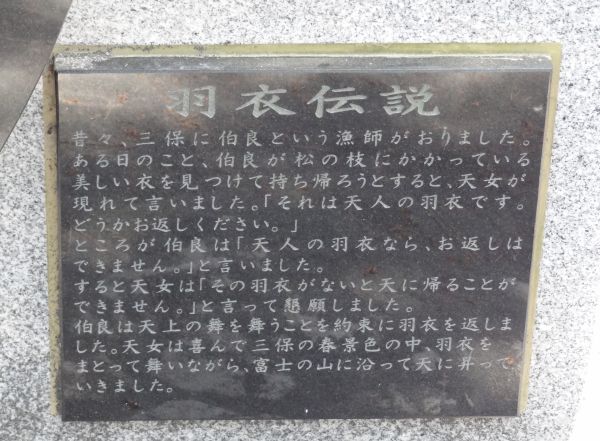 羽衣伝説
昔々、三保に伯良という漁師がおりました。
ある日のこと、伯良が松の枝にかかっている
美しい衣を見つけて持ち帰ろうとすると、天女が
現れて言いました。「それは天人の羽衣です。
どうかお返しください。」
ところが伯良は「天人の羽衣なら、お返しは
できません。」と言いました。
すると天女は「その羽衣がないと天に帰ることが
できません。」と言って懇願しました。
伯良は天上の舞を舞うことを約束に羽衣を返しま
した。天女は喜んで三保の春景色の中、羽衣を
まとって舞いながら、富士の山に沿って天に昇って
いきました。